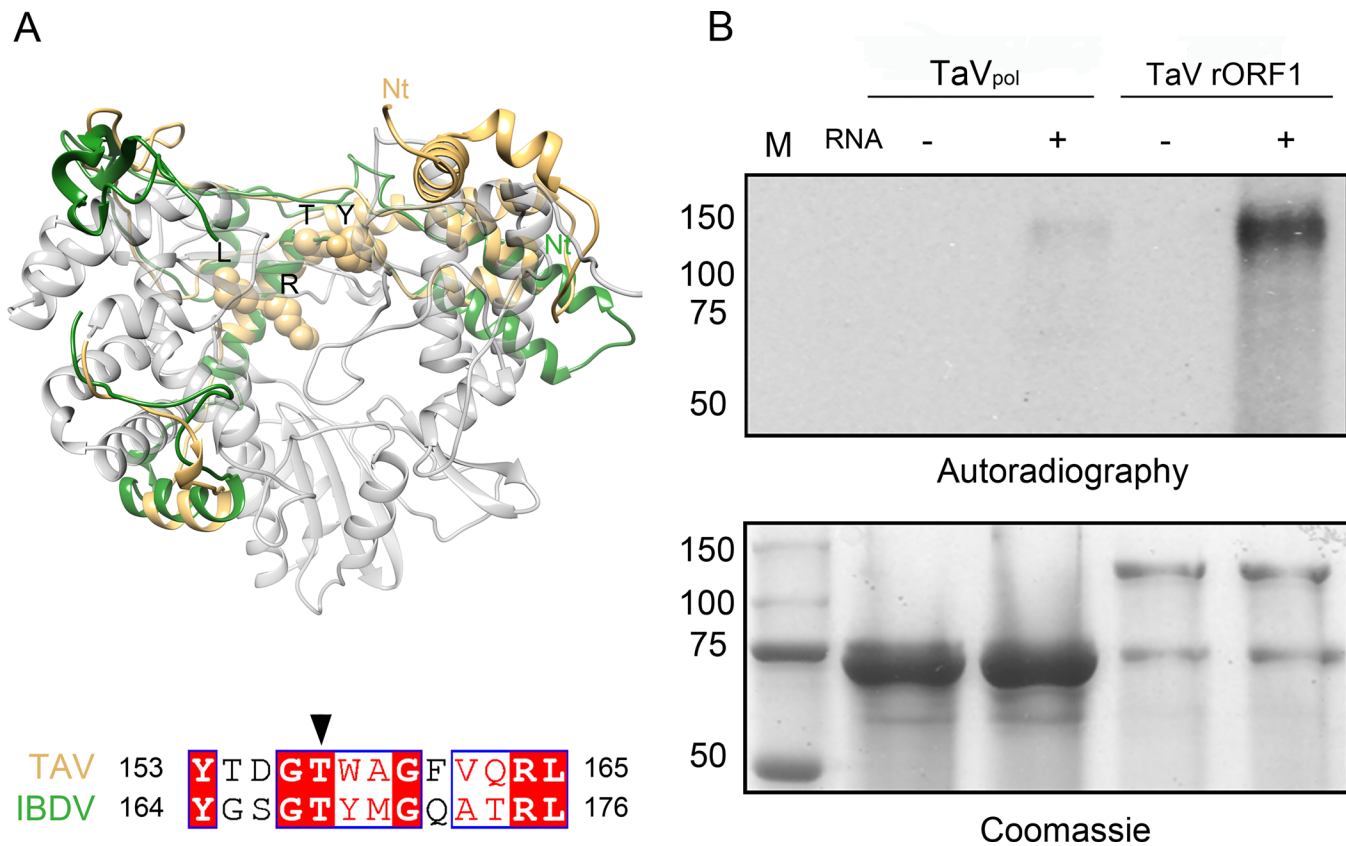 A
Nt
T Y
L
R
Nt
TAV 153 YTDGTWAGFVQRL 165
IBDV 164 YGSGTYMGQATRL 176
B
TaVpol TaV rORF1
M RNA - + - +
150
100
75
50
Autoradiography
150
100
75
50
Coomassie